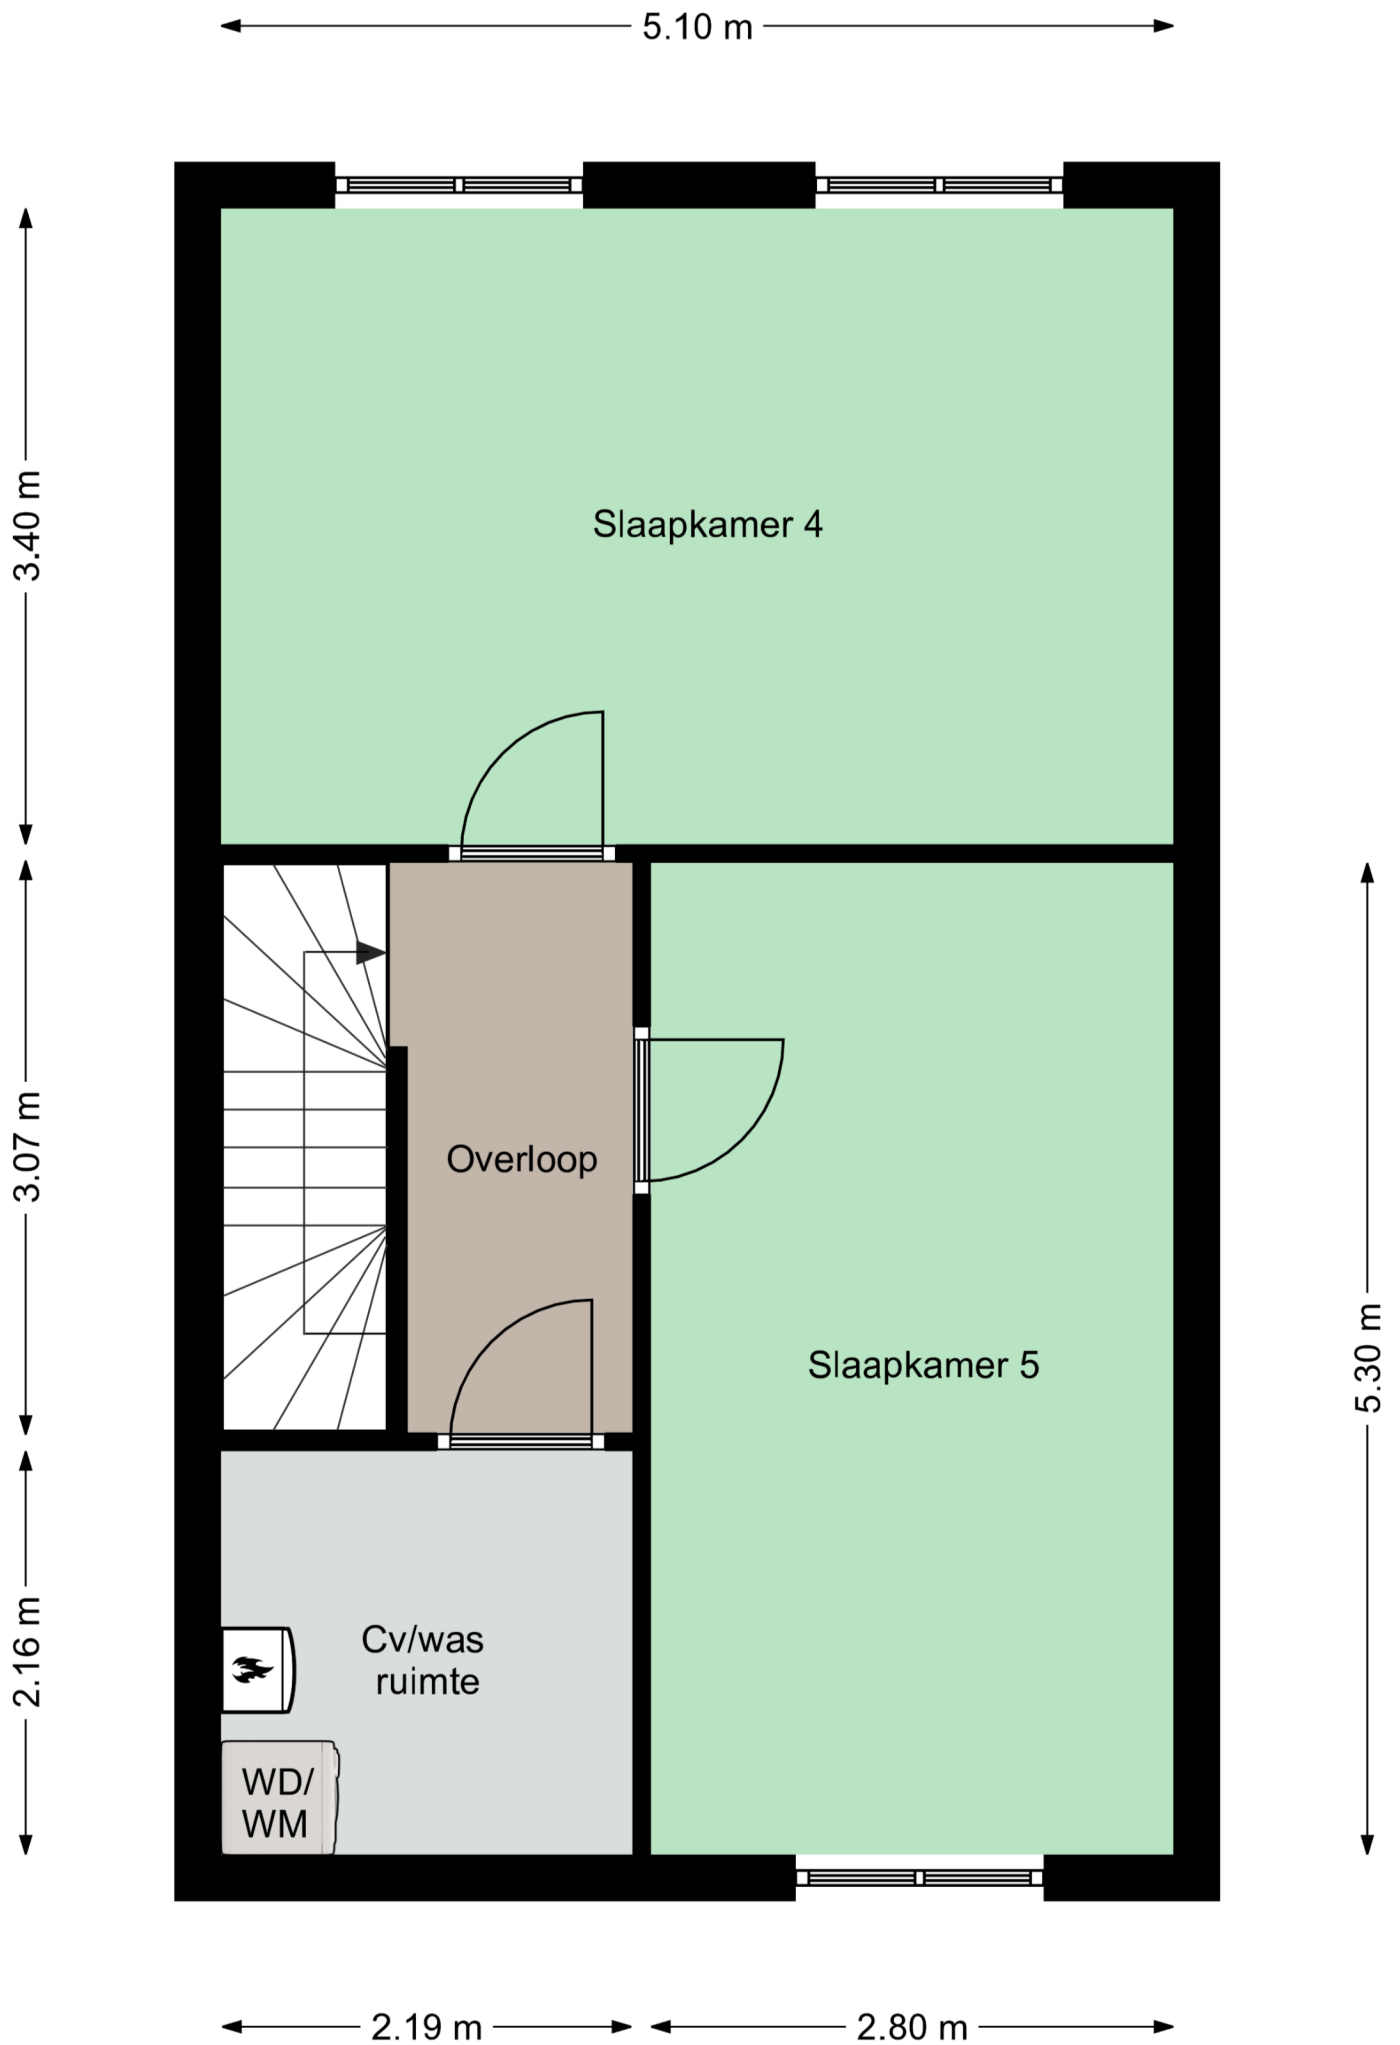 5.10 m
3.40 m
Slaapkamer 4
3.07 m
Overloop
Slaapkamer 5
5.30 m
2.16 m
Cv/was
ruimte
WD/
WM
2.19 m
2.80 m